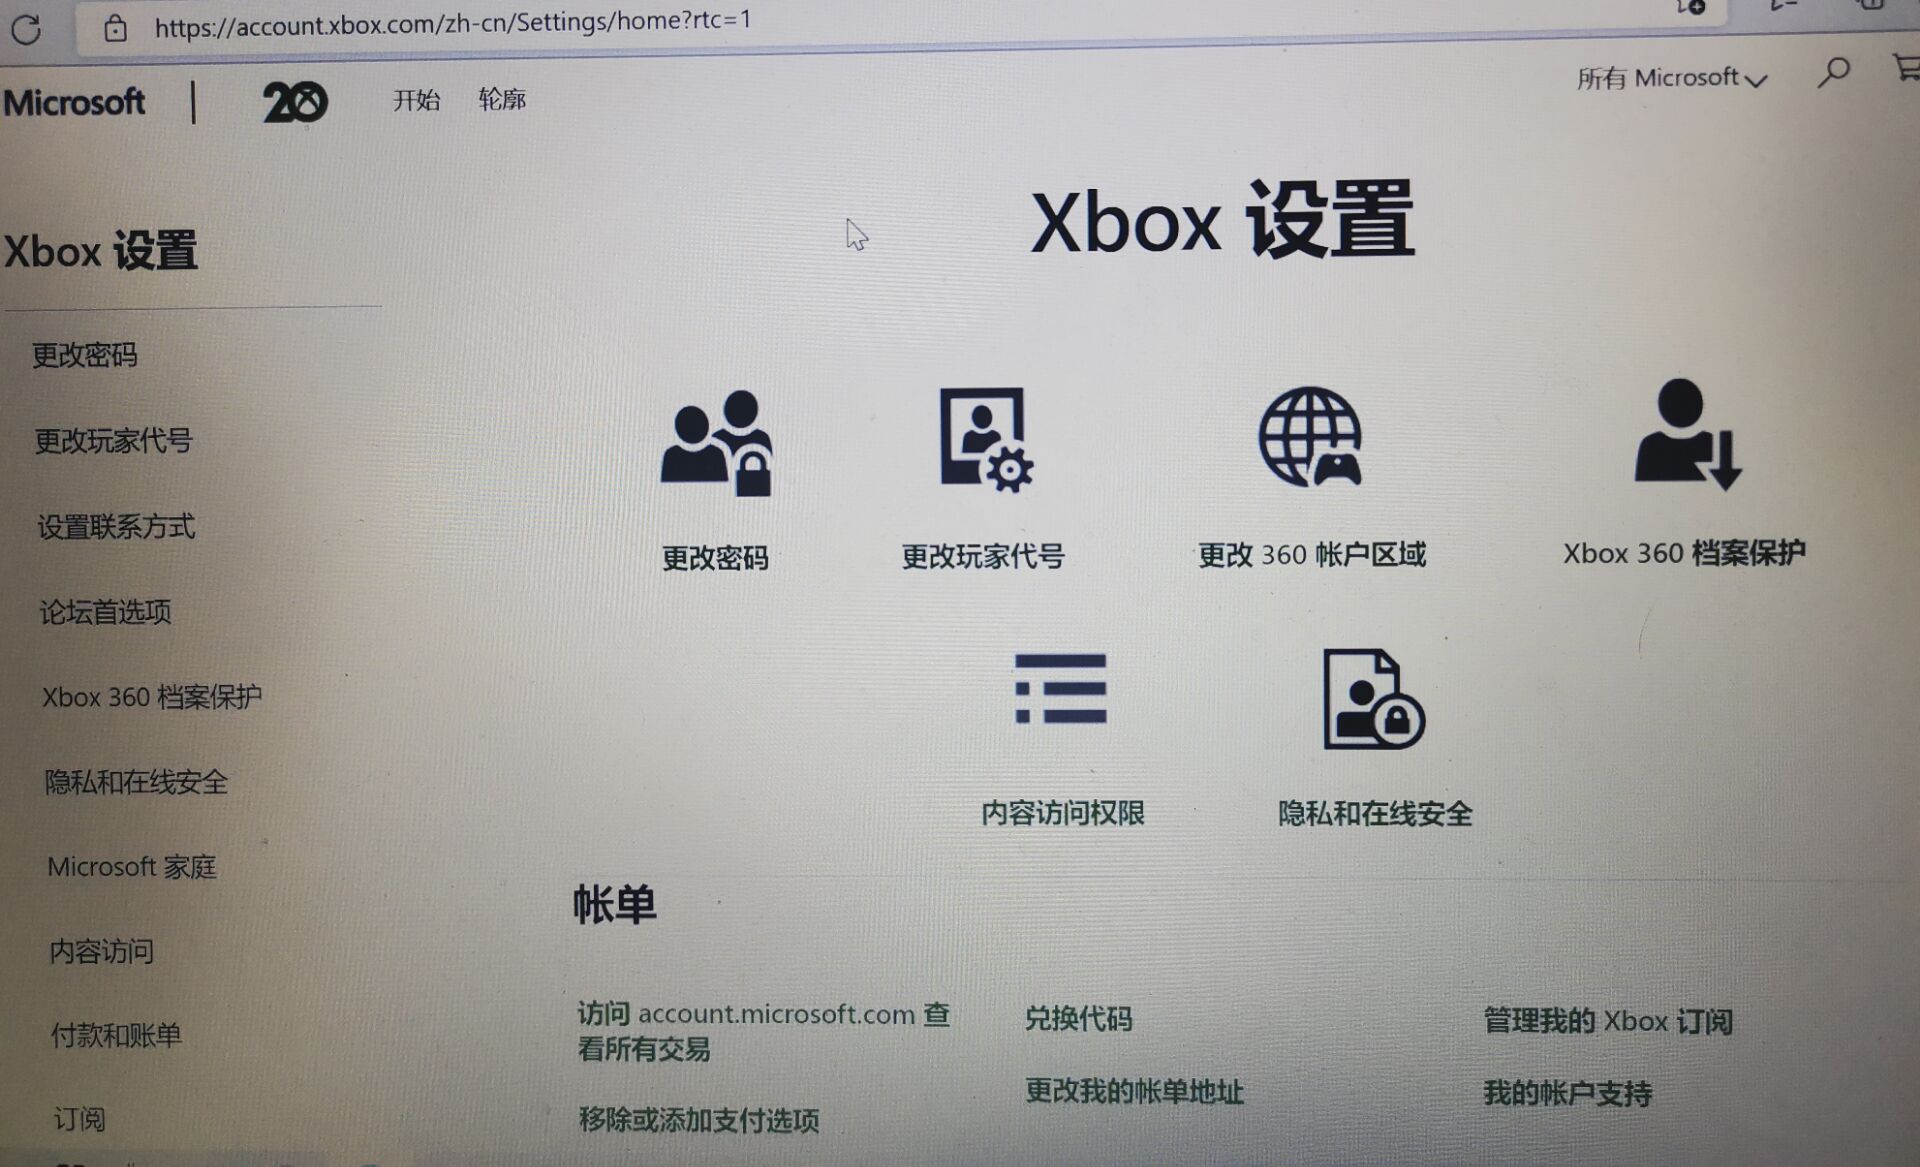 https://account.xbox.com/zh-cn/Settings/home?rtc=1
Microsoft
20
开始
轮廓
所有 Microsoft
Xbox 设置
Xbox 设置
更改密码
更改玩家代号
设置联系方式
论坛首选项
Xbox 360 档案保护
隐私和在线安全
Microsoft 家庭
内容访问
付款和账单
订阅
更改密码
更改玩家代号
更改 360 帐户区域
Xbox 360 档案保护
内容访问权限
隐私和在线安全
帐单
访问 account.microsoft.com 查
看所有交易
移除或添加支付选项
兑换代码
更改我的帐单地址
管理我的 Xbox 订阅
我的帐户支持